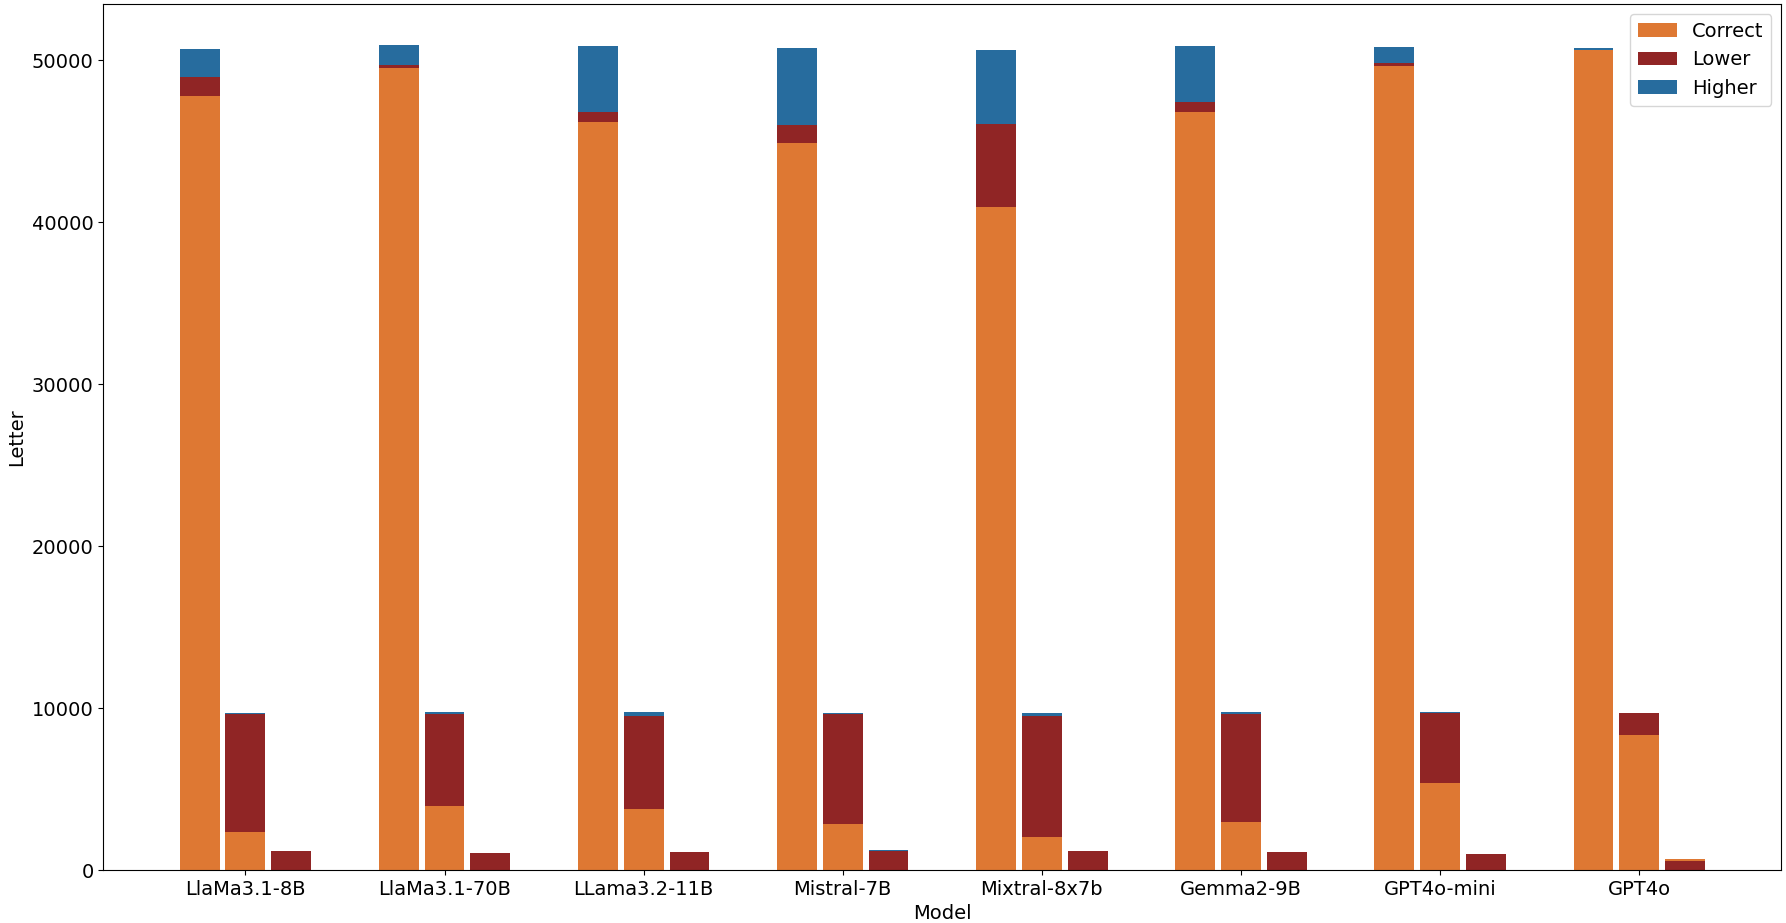 Correct
Lower
Higher
50000
40000
30000
20000
10000
0
Letter
LlaMa3.1-8B LlaMa3.1-70B LLama3.2-11B Mistral-7B Mixtral-8x7b Gemma2-9B GPT4o-mini GPT4o
Model